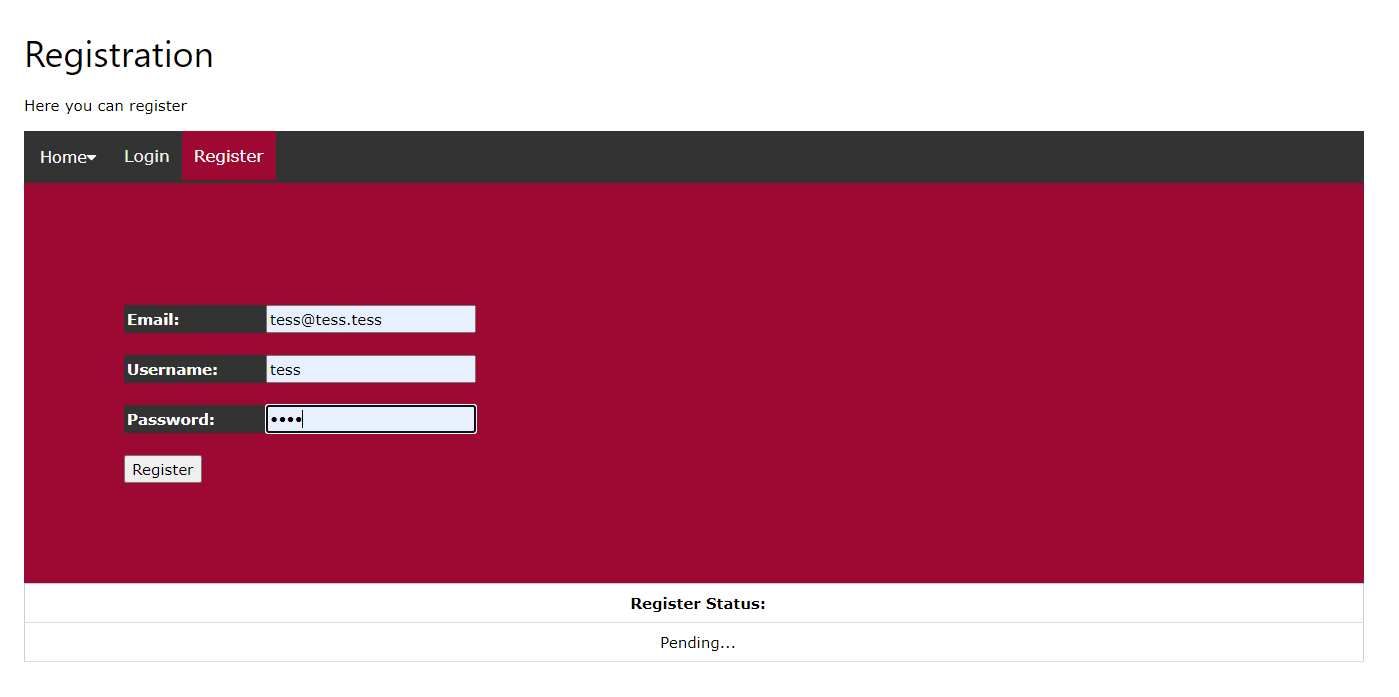 Registration
Here you can register
Home Login Register
Email: tess@tess.tess
Username: tess
Password: ••••
Register
Register Status:
Pending...